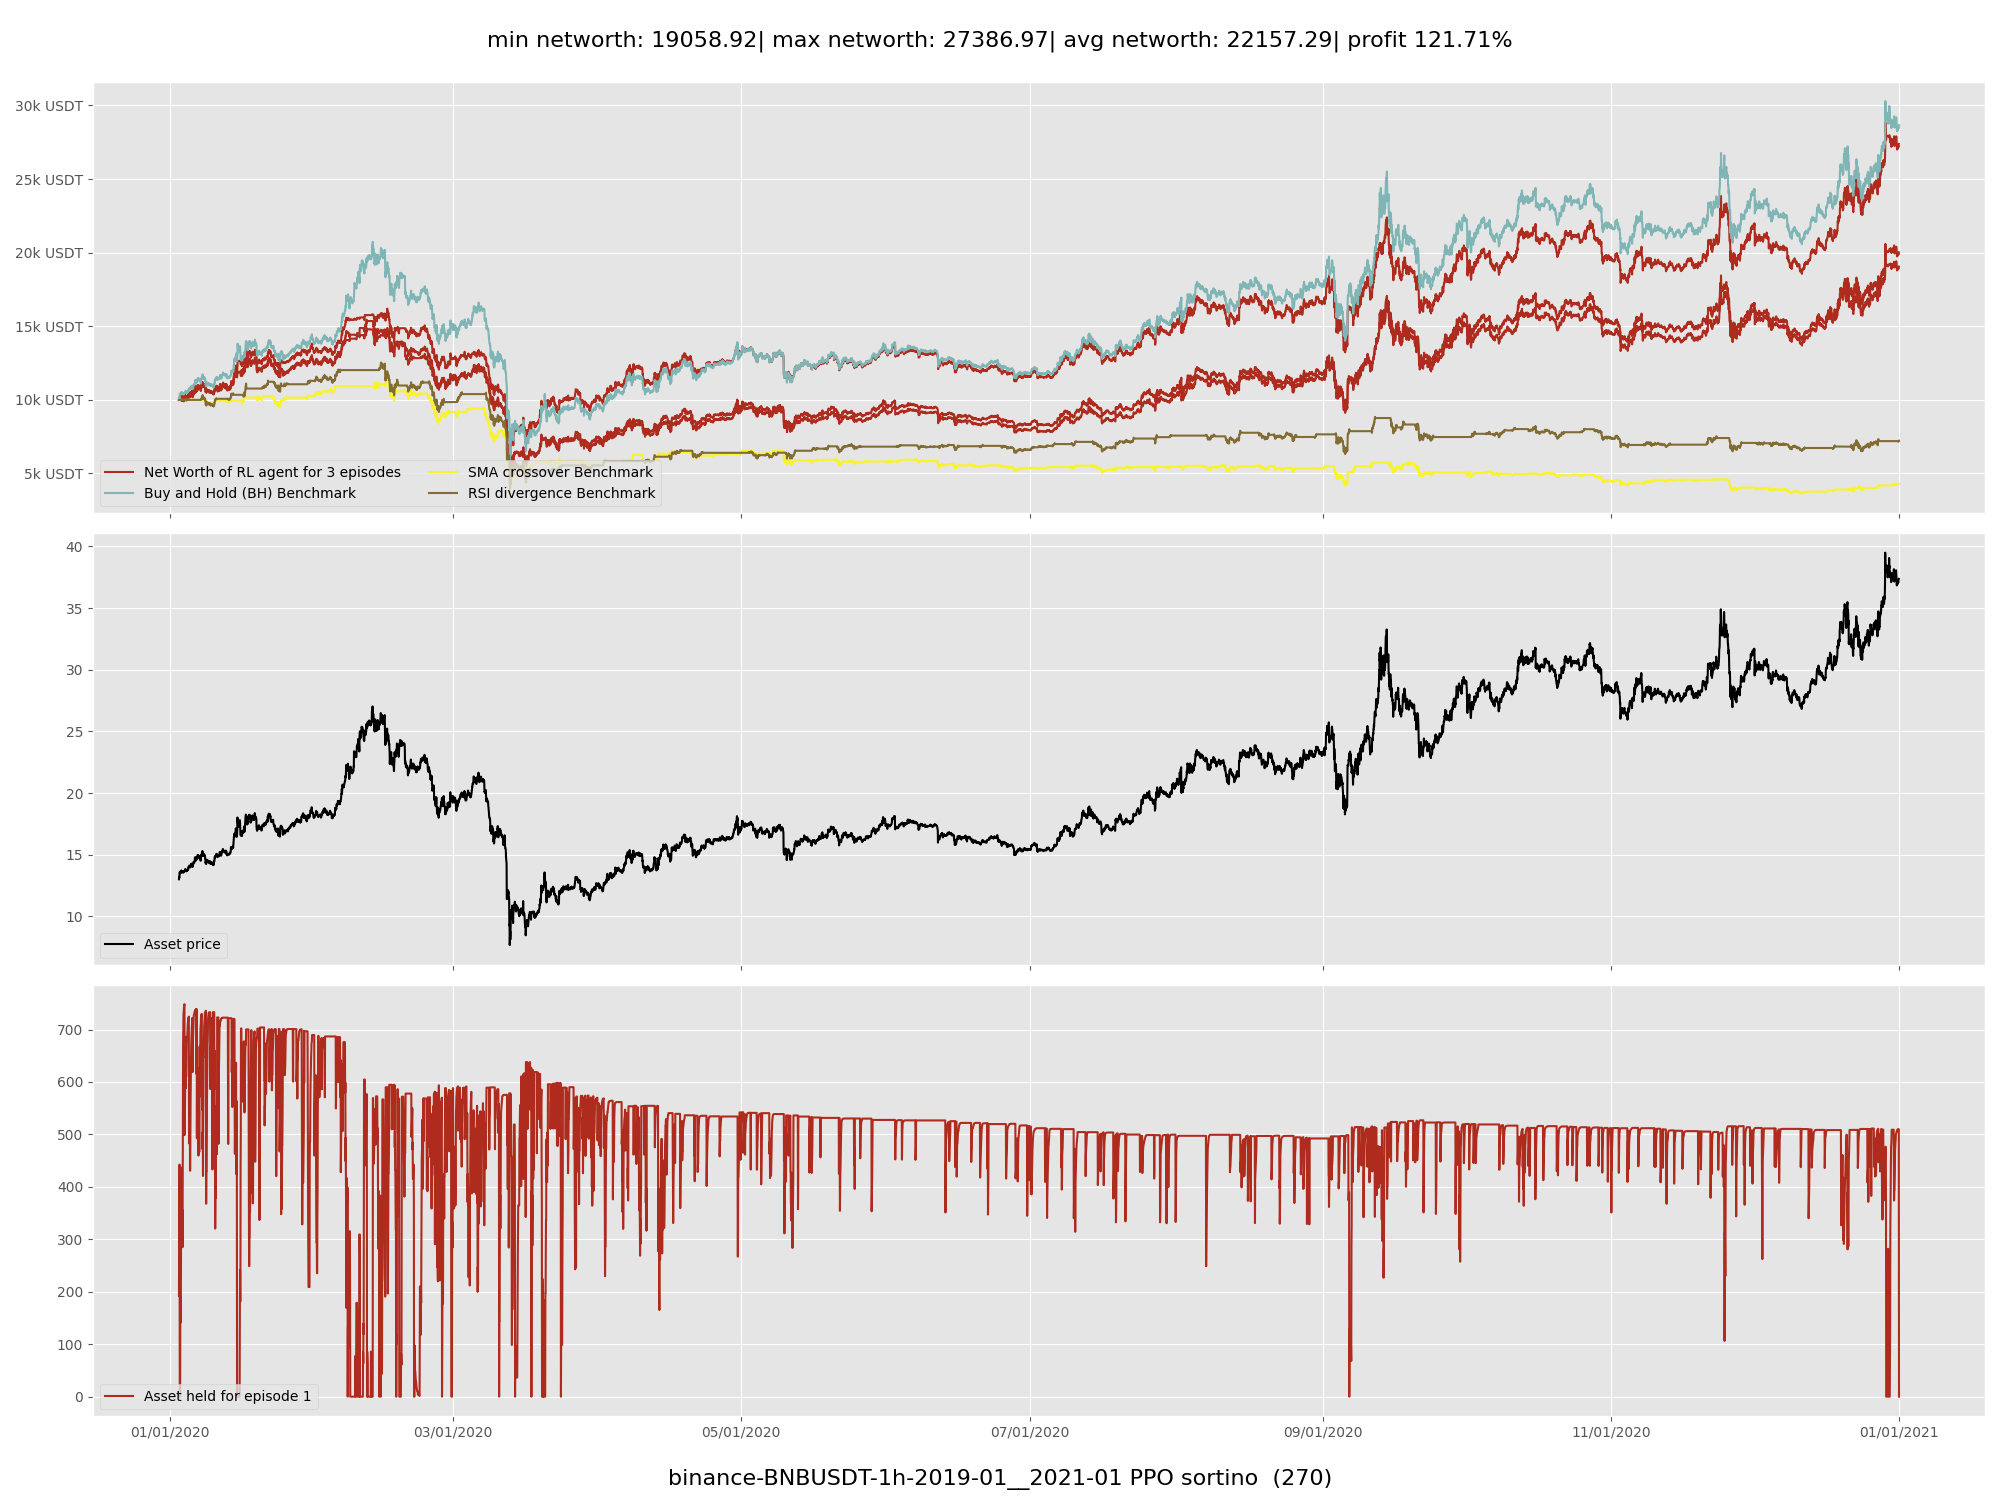 min networth: 19058.92| max networth: 27386.97| avg networth: 22157.29| profit 121.71%
30k USDT
25k USDT
20k USDT
15k USDT
10k USDT
5k USDT
Net Worth of RL agent for 3 episodes
Buy and Hold (BH) Benchmark
SMA crossover Benchmark
RSI divergence Benchmark
40
35
30
25
20
15
10
Asset price
700
600
500
400
300
200
100
0
Asset held for episode 1
01/01/2020
03/01/2020
05/01/2020
07/01/2020
09/01/2020
11/01/2020
01/01/2021
binance-BNBUSDT-1h-2019-01__2021-01 PPO sortino  (270)